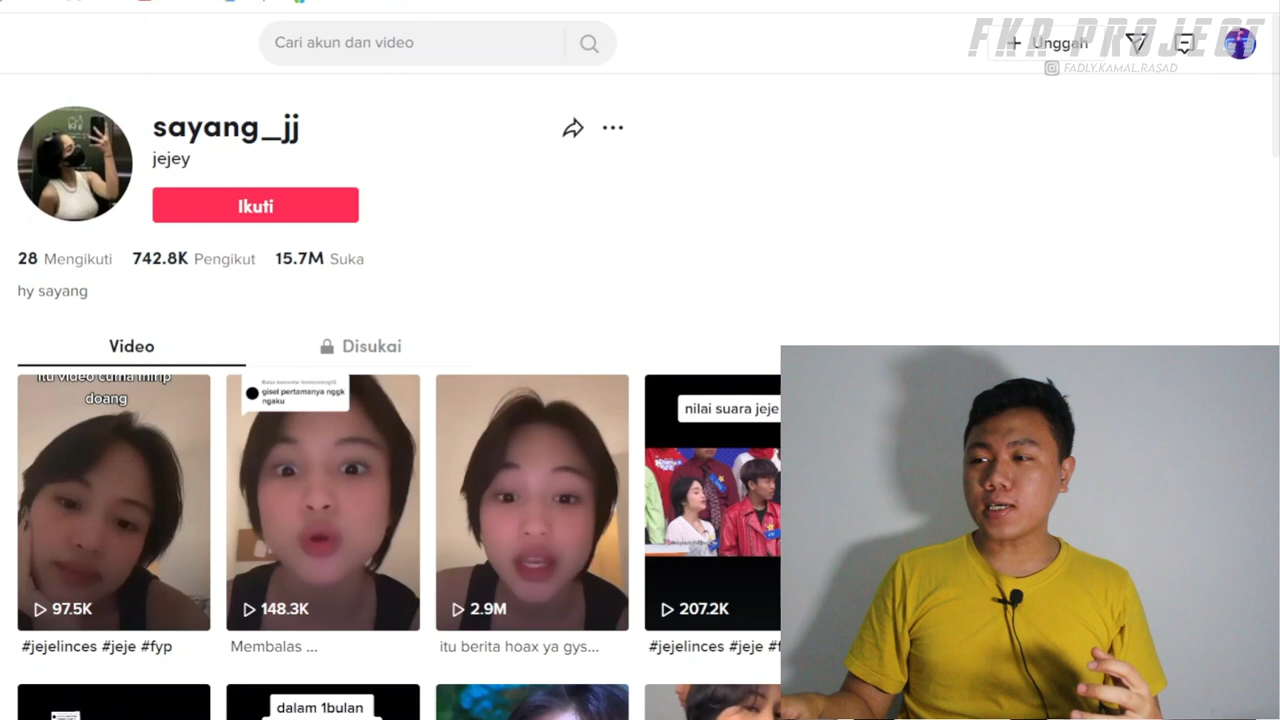 Cari akun dan video
Unggah
FKR PROJECT
FADLY.KAMAL.RASAD
sayang_jj
jejey
Ikuti
28 Mengikuti 742.8K Pengikut 15.7M Suka
hy sayang
Video
Disukai
itu video cuma mirip
doang
97.5K
#jejelinces #jeje #fyp
gisel pertamanya nggk
ngaku
148.3K
Membalas ...
2.9M
itu berita hoax ya gys...
nilai suara jeje
207.2K
#jejelinces #jeje #f
dalam 1bulan